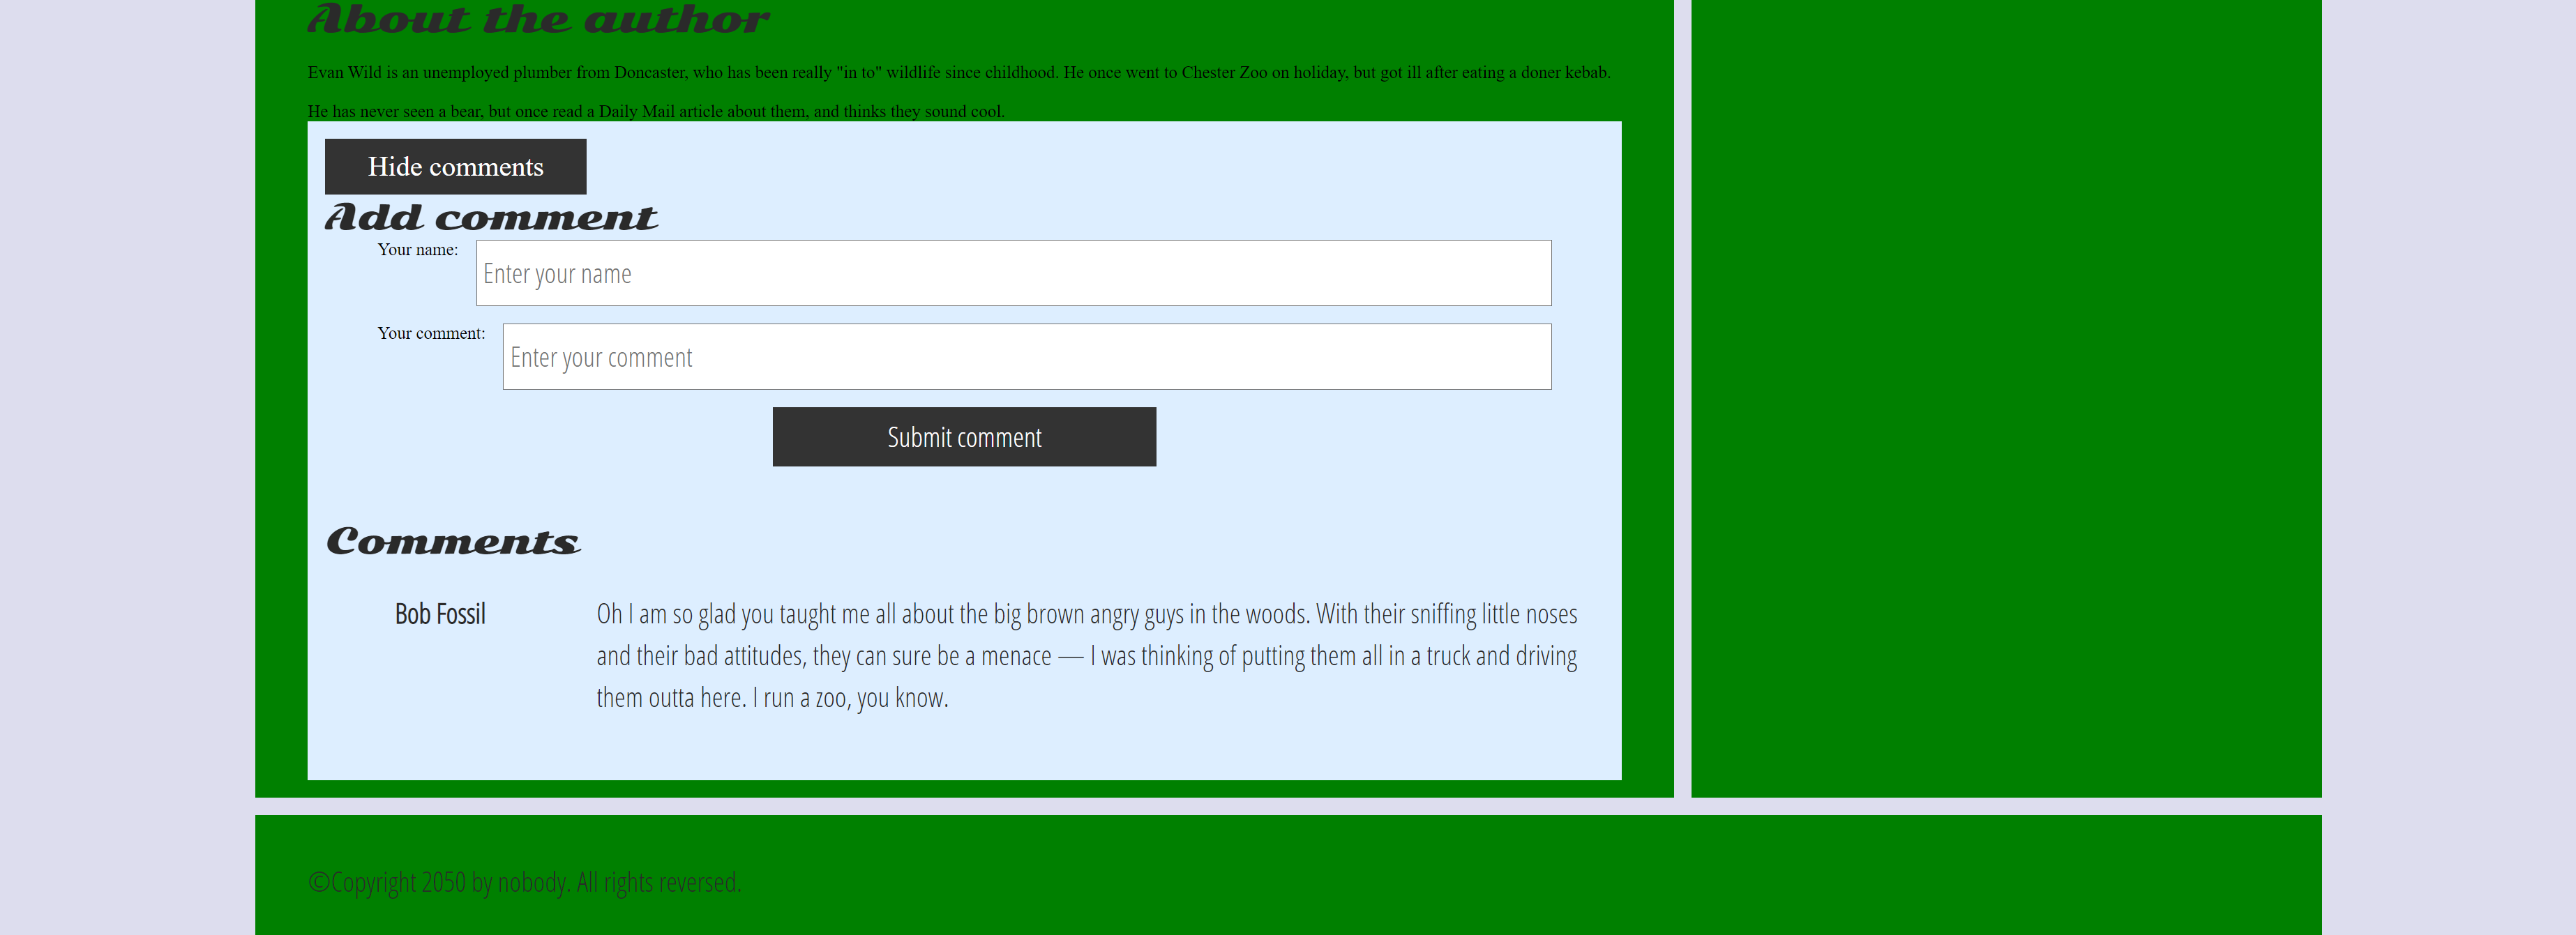 About the author
Evan Wild is an unemployed plumber from Doncaster, who has been really "in to" wildlife since childhood. He once went to Chester Zoo on holiday, but got ill after eating a doner kebab.
He has never seen a bear, but once read a Daily Mail article about them, and thinks they sound cool.
Hide comments
Add comment
Your name:
Enter your name
Your comment:
Enter your comment
Submit comment
Comments
Bob Fossil
Oh I am so glad you taught me all about the big brown angry guys in the woods. With their sniffing little noses
and their bad attitudes, they can sure be a menace — I was thinking of putting them all in a truck and driving
them outta here. I run a zoo, you know.
©Copyright 2050 by nobody. All rights reversed.